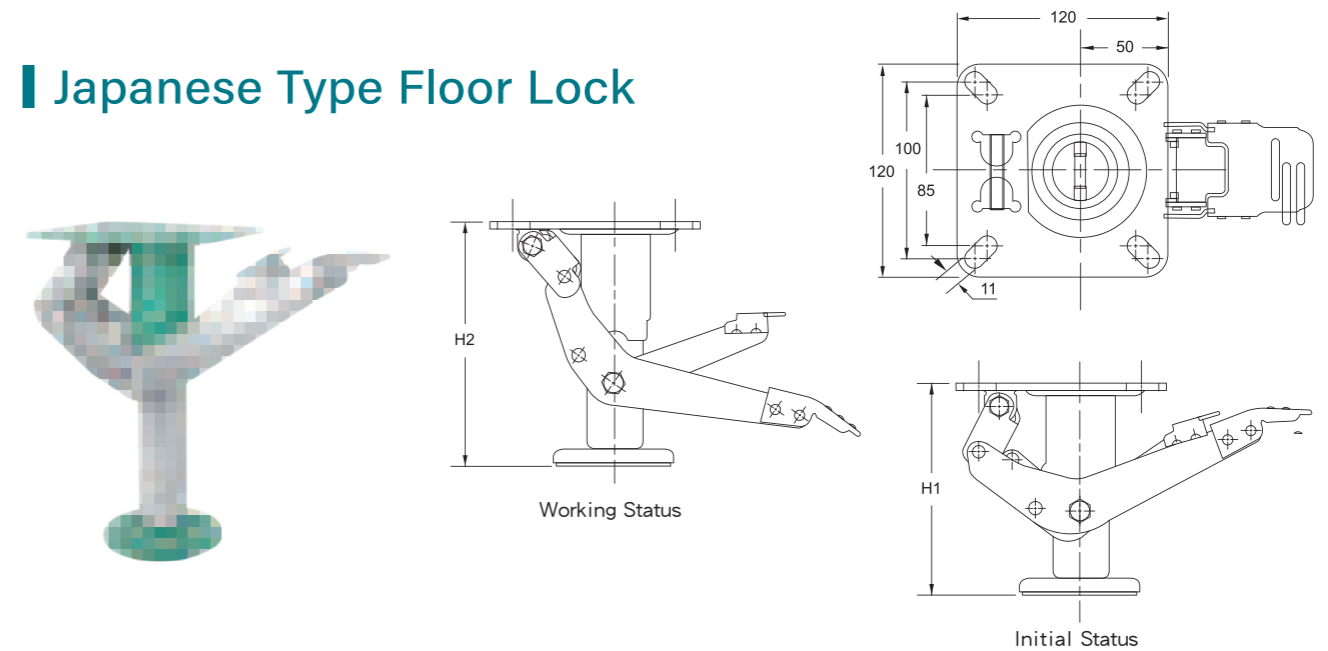 Japanese Type Floor Lock
120
50
100
120
85
11
H2
Working Status
H1
Initial Status